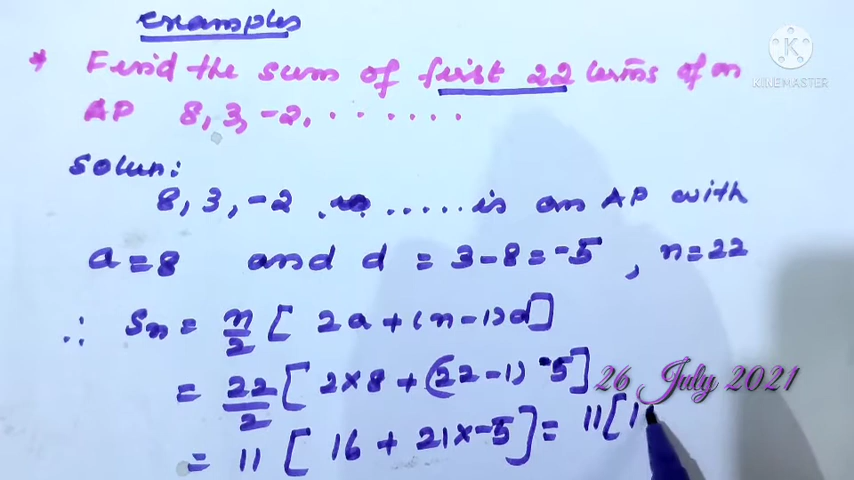 examples
* Find the sum of first 22 terms of an
AP 8, 3, -2, .......
Soln:
8, 3, -2 ..... is an AP with
a = 8 and d = 3-8 = -5 , n = 22
∴ Sn = n/2 [ 2a + (n-1)d ]
= 22/2 [ 2×8 + (22-1) -5 ]
= 11 [ 16 + 21×-5 ] = 11 [ 1
K
KINEMASTER
26 July 2021